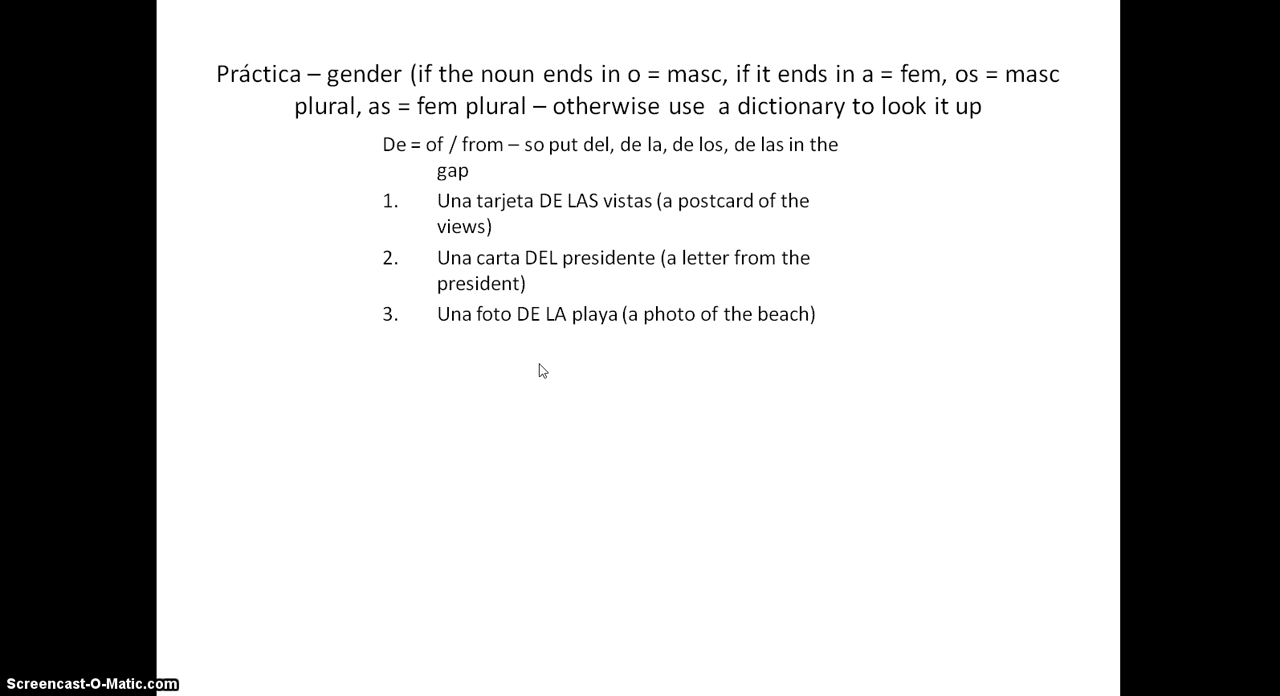 Práctica – gender (if the noun ends in o = masc, if it ends in a = fem, os = masc
plural, as = fem plural – otherwise use  a dictionary to look it up
De = of / from – so put del, de la, de los, de las in the
gap
1. Una tarjeta DE LAS vistas (a postcard of the
views)
2. Una carta DEL presidente (a letter from the
president)
3. Una foto DE LA playa (a photo of the beach)
Screencast-O-Matic.com